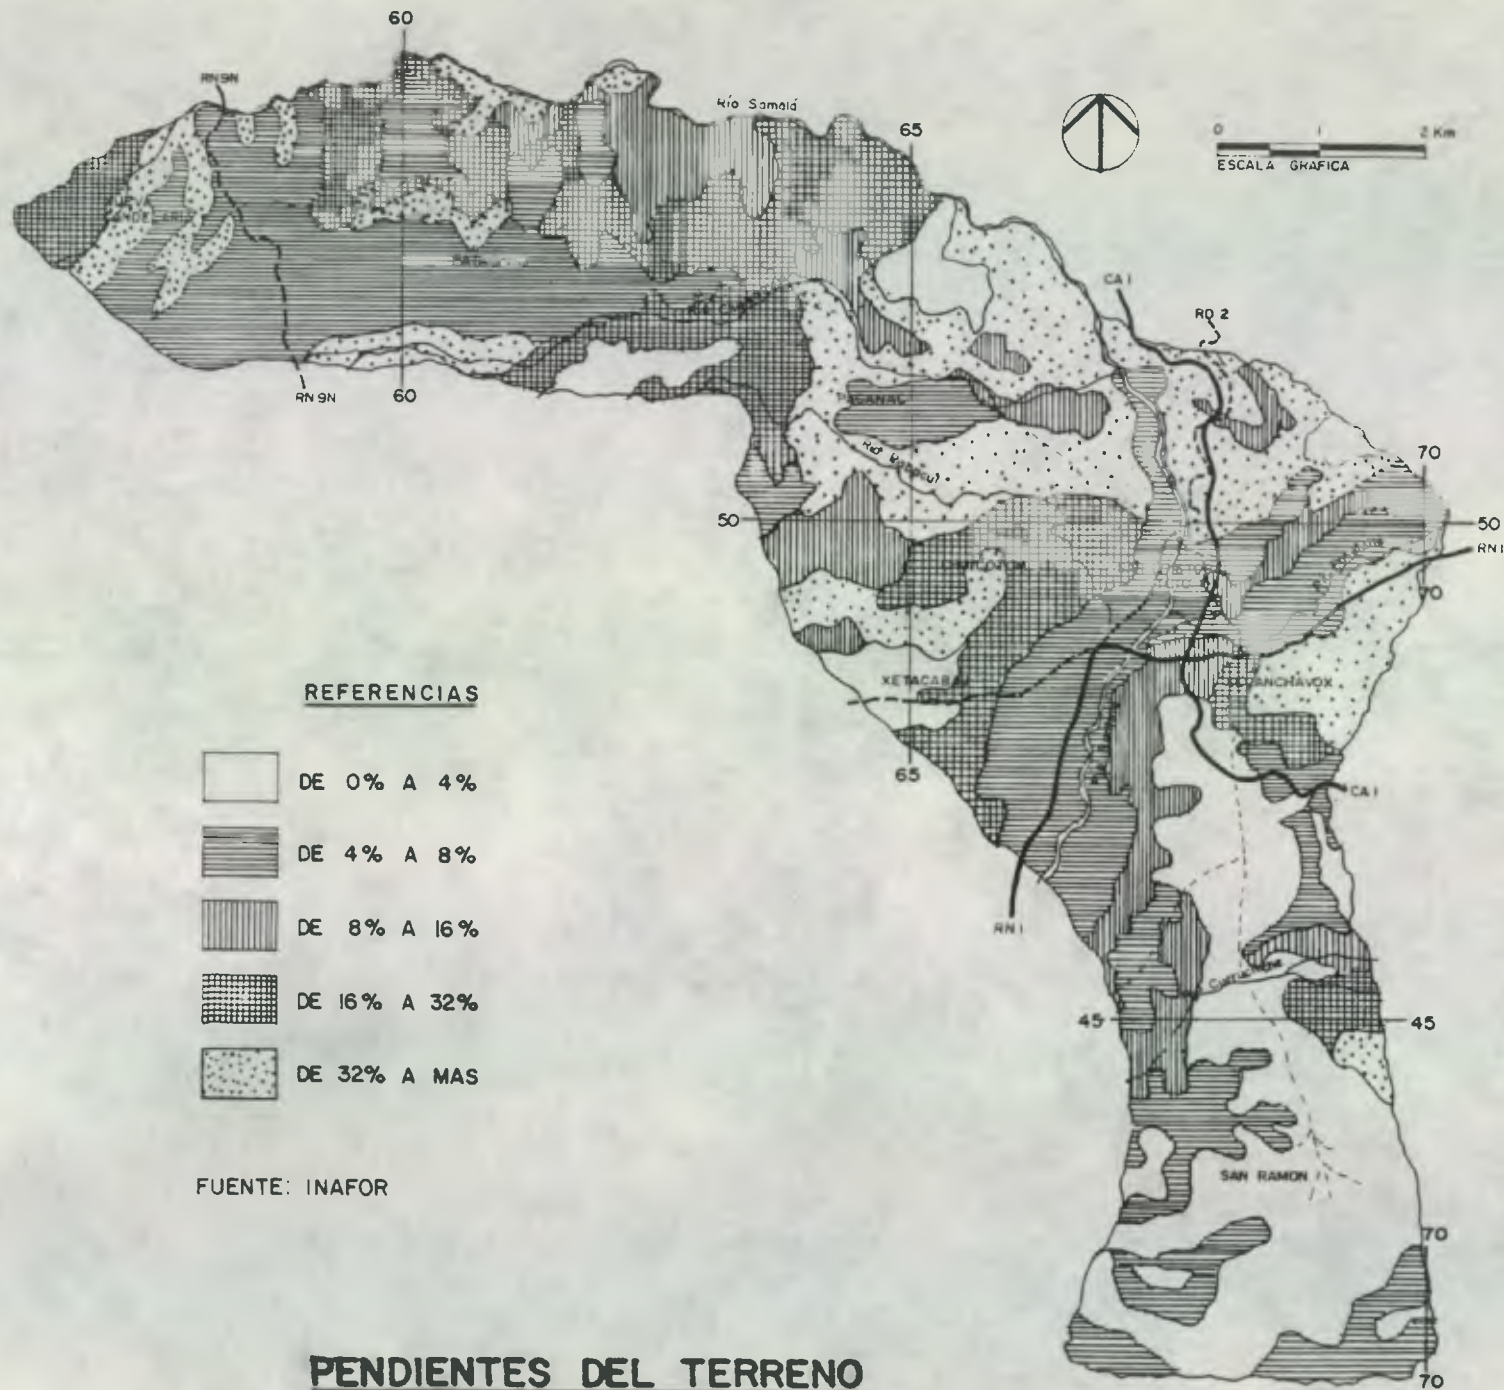 60
RN9N
Río Samalá
65
0 1 2 Km
ESCALA GRAFICA
CA 1
RD 2
RN 9N
60
70
50
50
RN 1
70
XETACABAJ
65
CA 1
RN 1
45
45
SAN RAMON
70
70
REFERENCIAS
DE 0% A 4%
DE 4% A 8%
DE 8% A 16%
DE 16% A 32%
DE 32% A MAS
FUENTE: INAFOR
PENDIENTES DEL TERRENO